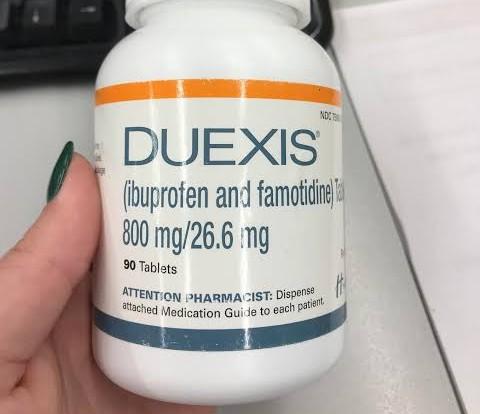 NDC
DUEXIS®
(ibuprofen and famotidine)
800 mg/26.6 mg
90 Tablets
ATTENTION PHARMACIST: Dispense
attached Medication Guide to each patient.